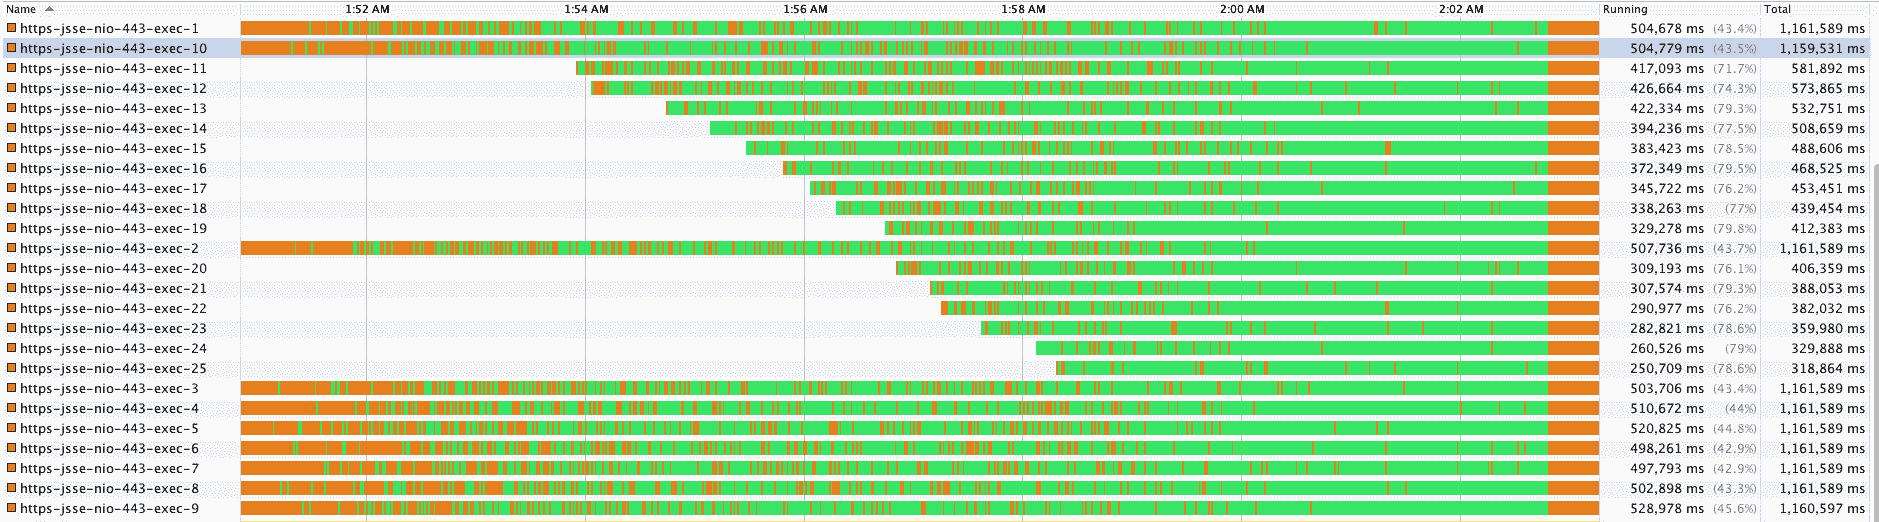 Name 1:52 AM 1:54 AM 1:56 AM 1:58 AM 2:00 AM 2:02 AM Running Total
https-jsse-nio-443-exec-1 504,678 ms (43.4%) 1,161,589 ms
https-jsse-nio-443-exec-10 504,779 ms (43.5%) 1,159,531 ms
https-jsse-nio-443-exec-11 417,093 ms (71.7%) 581,892 ms
https-jsse-nio-443-exec-12 426,664 ms (74.3%) 573,865 ms
https-jsse-nio-443-exec-13 422,334 ms (79.3%) 532,751 ms
https-jsse-nio-443-exec-14 394,236 ms (77.5%) 508,659 ms
https-jsse-nio-443-exec-15 383,423 ms (78.5%) 488,606 ms
https-jsse-nio-443-exec-16 372,349 ms (79.5%) 468,525 ms
https-jsse-nio-443-exec-17 345,722 ms (76.2%) 453,451 ms
https-jsse-nio-443-exec-18 338,263 ms (77%) 439,454 ms
https-jsse-nio-443-exec-19 329,278 ms (79.8%) 412,383 ms
https-jsse-nio-443-exec-2 507,736 ms (43.7%) 1,161,589 ms
https-jsse-nio-443-exec-20 309,193 ms (76.1%) 406,359 ms
https-jsse-nio-443-exec-21 307,574 ms (79.3%) 388,053 ms
https-jsse-nio-443-exec-22 290,977 ms (76.2%) 382,032 ms
https-jsse-nio-443-exec-23 282,821 ms (78.6%) 359,980 ms
https-jsse-nio-443-exec-24 260,526 ms (79%) 329,888 ms
https-jsse-nio-443-exec-25 250,709 ms (78.6%) 318,864 ms
https-jsse-nio-443-exec-3 503,706 ms (43.4%) 1,161,589 ms
https-jsse-nio-443-exec-4 510,672 ms (44%) 1,161,589 ms
https-jsse-nio-443-exec-5 520,825 ms (44.8%) 1,161,589 ms
https-jsse-nio-443-exec-6 498,261 ms (42.9%) 1,161,589 ms
https-jsse-nio-443-exec-7 497,793 ms (42.9%) 1,161,589 ms
https-jsse-nio-443-exec-8 502,898 ms (43.3%) 1,161,589 ms
https-jsse-nio-443-exec-9 528,978 ms (45.6%) 1,160,597 ms